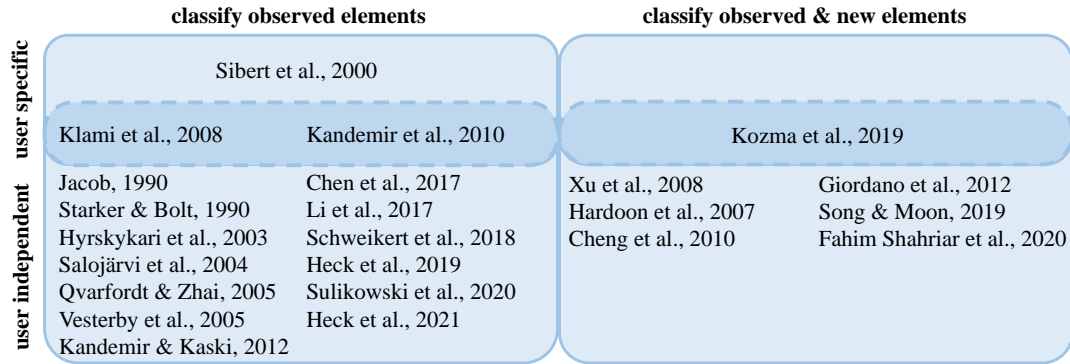 classify observed elements
classify observed & new elements
user specific
Sibert et al., 2000
Klami et al., 2008
Kandemir et al., 2010
Kozma et al., 2019
user independent
Jacob, 1990
Starker & Bolt, 1990
Hyrskykari et al., 2003
Salojärvi et al., 2004
Qvarfordt & Zhai, 2005
Vesterby et al., 2005
Kandemir & Kaski, 2012
Chen et al., 2017
Li et al., 2017
Schweikert et al., 2018
Heck et al., 2019
Sulikowski et al., 2020
Heck et al., 2021
Xu et al., 2008
Hardoon et al., 2007
Cheng et al., 2010
Giordano et al., 2012
Song & Moon, 2019
Fahim Shahriar et al., 2020